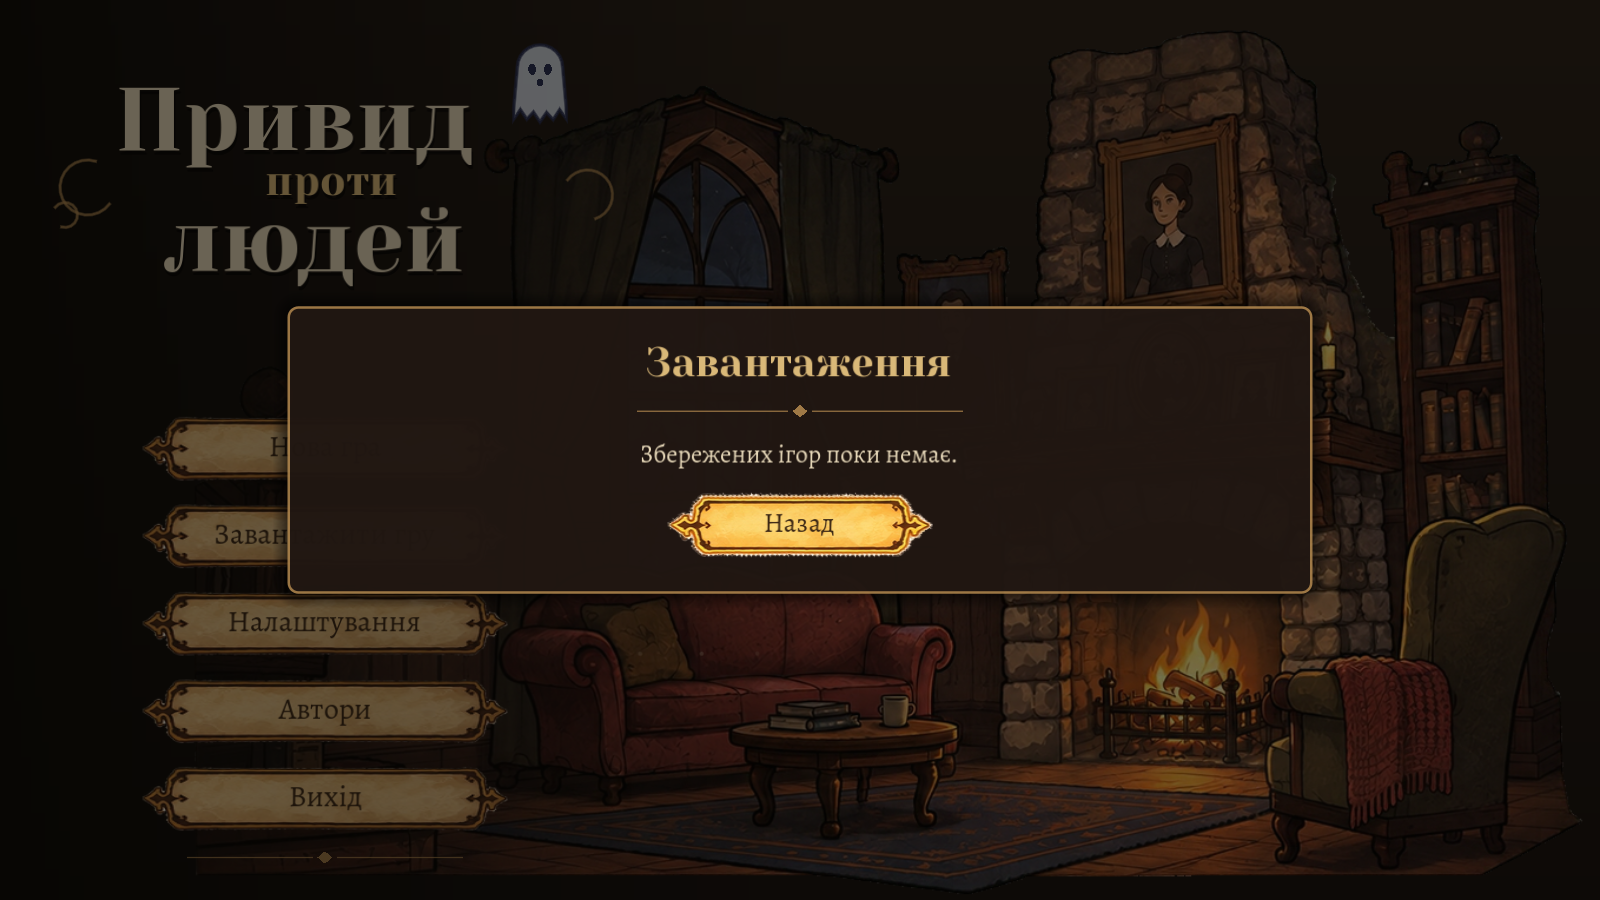 Привид
проти
людей
Завантаження
Збережених ігор поки немає.
Назад
Налаштування
Автори
Вихід